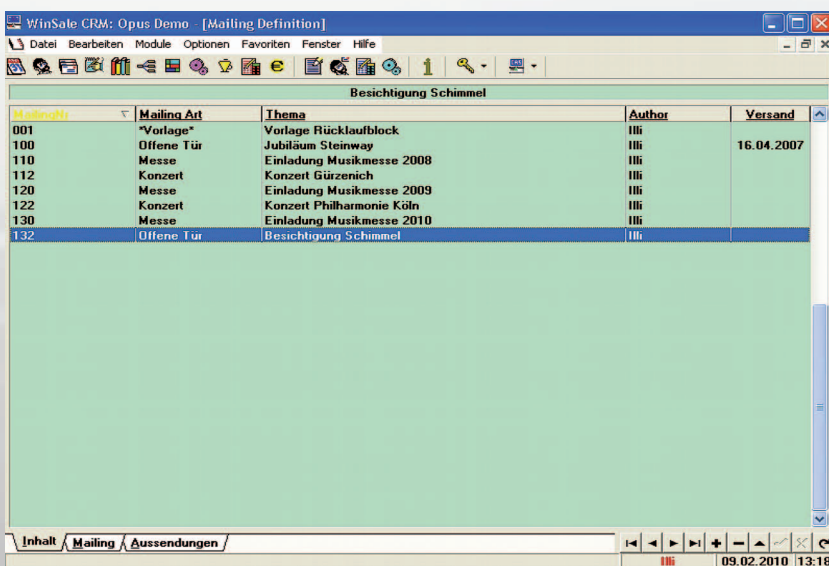 WinSale CRM: Opus Demo - [Mailing Definition]
Datei Bearbeiten Module Optionen Favoriten Fenster Hilfe
Besichtigung Schimmel
MailingNr Mailing Art Thema Author Versand
001 *Vorlage* Vorlage Rücklaufblock Illi
100 Offene Tür Jubiläum Steinway Illi 16.04.2007
110 Messe Einladung Musikmesse 2008 Illi
112 Konzert Konzert Gürzenich Illi
120 Messe Einladung Musikmesse 2009 Illi
122 Konzert Konzert Philharmonie Köln Illi
130 Messe Einladung Musikmesse 2010 Illi
132 Offene Tür Besichtigung Schimmel Illi
Inhalt Mailing Aussendungen
Illi 09.02.2010 13:18